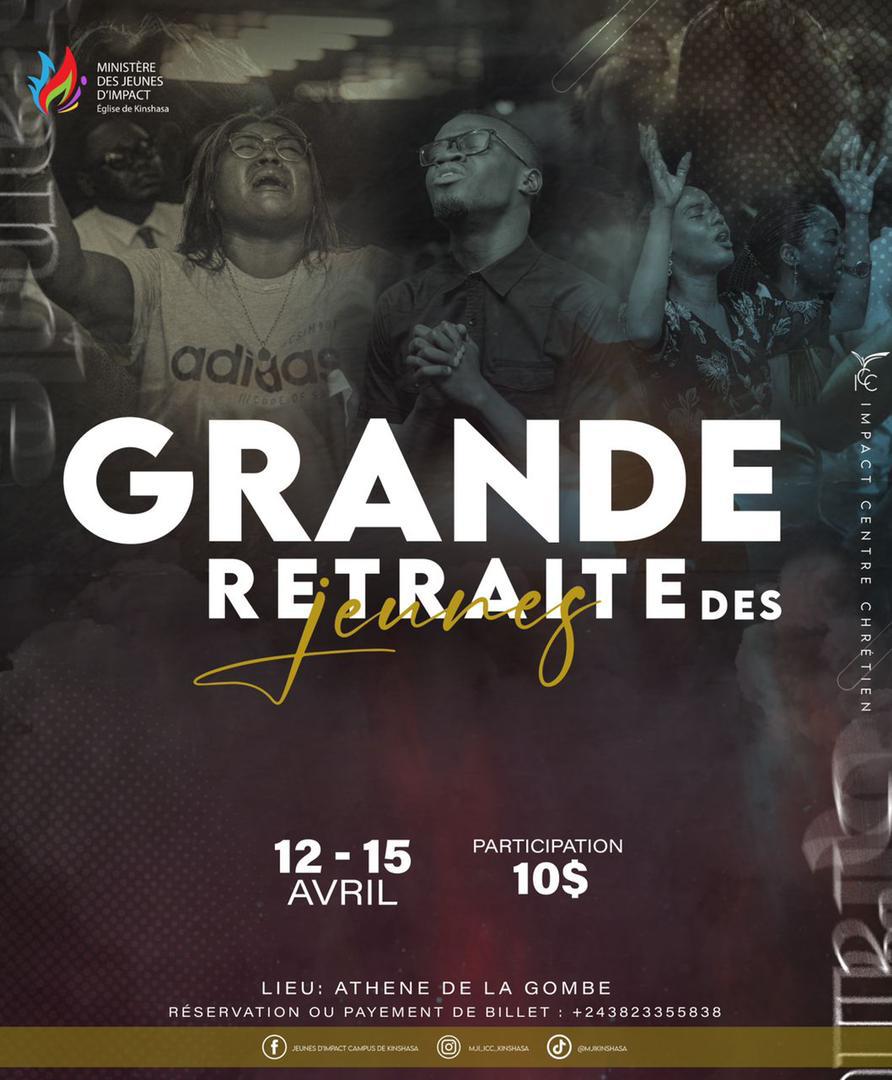 MINISTÈRE
DES JEUNES
D'IMPACT
Église de Kinshasa
adidas
GRANDE
RETRAITE DES
jeunes
IMPACT CENTRE CHRÉTIEN
12 - 15
AVRIL
PARTICIPATION
10$
LIEU: ATHENE DE LA GOMBE
RÉSERVATION OU PAYEMENT DE BILLET : +243823355838
JEUNES D'IMPACT CAMPUS DE KINSHASA
MJI_ICC_KINSHASA
@MJIKINSHASA